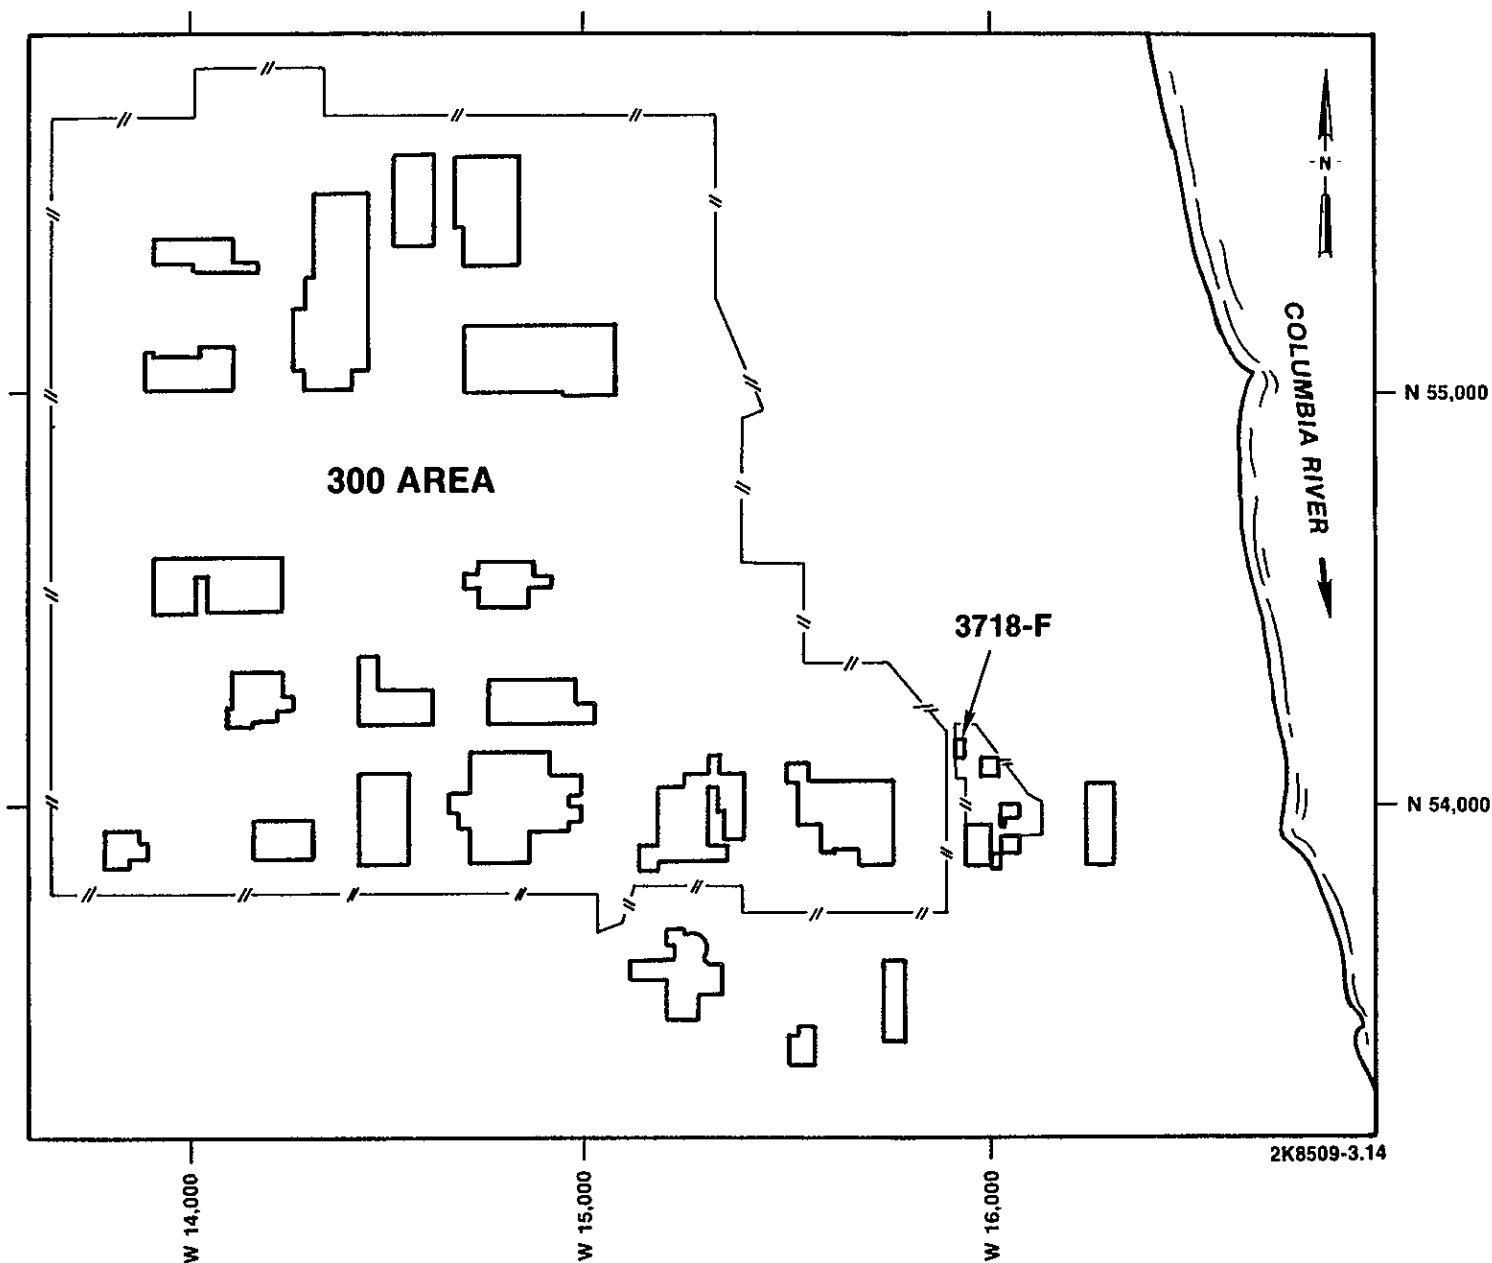 N
COLUMBIA RIVER
N 55,000
300 AREA
3718-F
N 54,000
2K8509-3.14
W 14,000
W 15,000
W 16,000